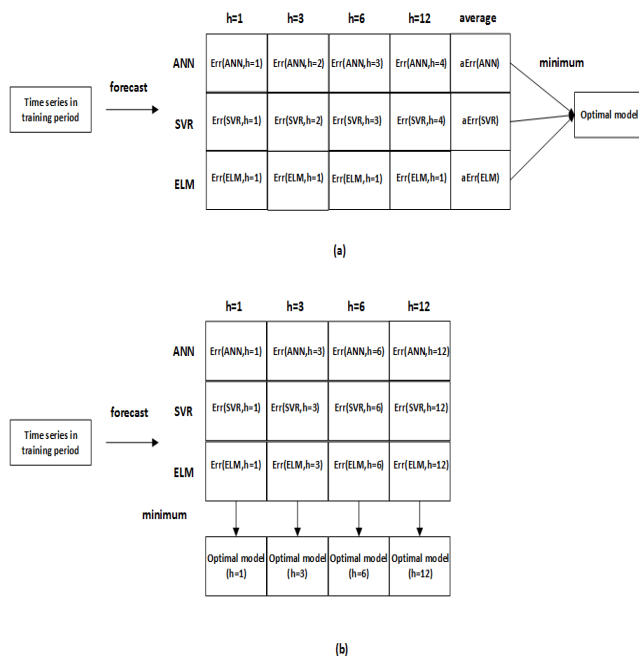 h=1 h=3 h=6 h=12 average
ANN Err(ANN,h=1) Err(ANN,h=2) Err(ANN,h=3) Err(ANN,h=4) aErr(ANN) minimum
Time series in
training period
forecast
SVR Err(SVR,h=1) Err(SVR,h=2) Err(SVR,h=3) Err(SVR,h=4) aErr(SVR) Optimal model
ELM Err(ELM,h=1) Err(ELM,h=1) Err(ELM,h=1) Err(ELM,h=1) aErr(ELM)
(a)
h=1 h=3 h=6 h=12
ANN Err(ANN,h=1) Err(ANN,h=3) Err(ANN,h=6) Err(ANN,h=12)
Time series in
training period
forecast
SVR Err(SVR,h=1) Err(SVR,h=3) Err(SVR,h=6) Err(SVR,h=12)
ELM Err(ELM,h=1) Err(ELM,h=3) Err(ELM,h=6) Err(ELM,h=12)
minimum
Optimal model Optimal model Optimal model Optimal model
(h=1) (h=3) (h=6) (h=12)
(b)